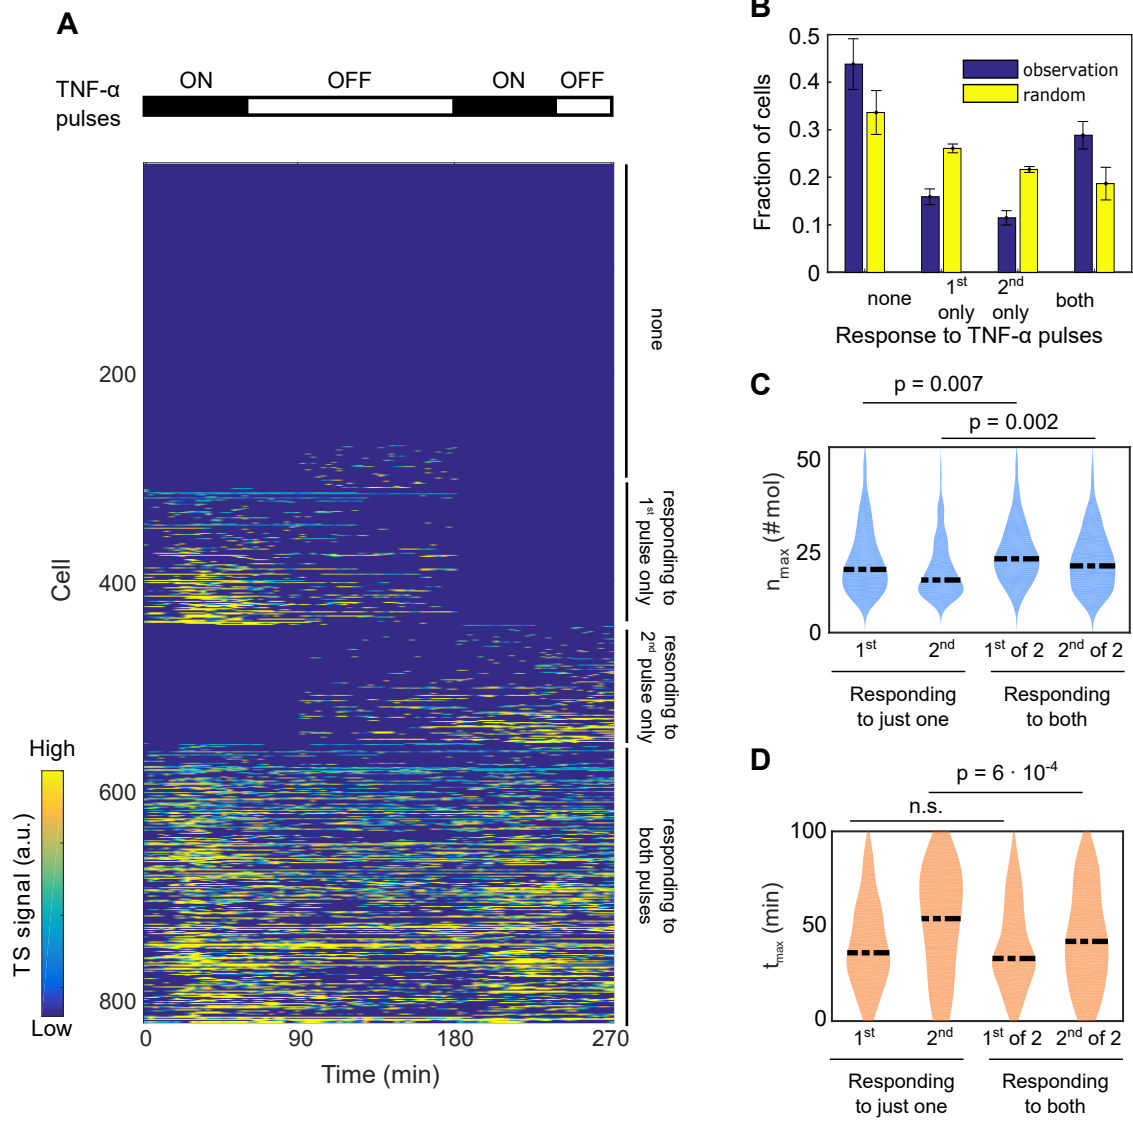 A
TNF-α
pulses
ON
OFF
ON
OFF
none
responding to
1st pulse only
resonding to
2nd pulse only
responding to
both pulses
200
400
600
800
Cell
High
TS signal (a.u.)
Low
0
90
180
270
Time (min)
B
0.5
0.4
0.3
0.2
0.1
0
Fraction of cells
observation
random
none
1st
only
2nd
only
both
Response to TNF-α pulses
C
p = 0.007
p = 0.002
50
25
0
nmax (#mol)
1st
2nd
1st of 2
2nd of 2
Responding
to just one
Responding
to both
D
p = 6 · 10-4
n.s.
100
50
0
tmax (min)
1st
2nd
1st of 2
2nd of 2
Responding
to just one
Responding
to both